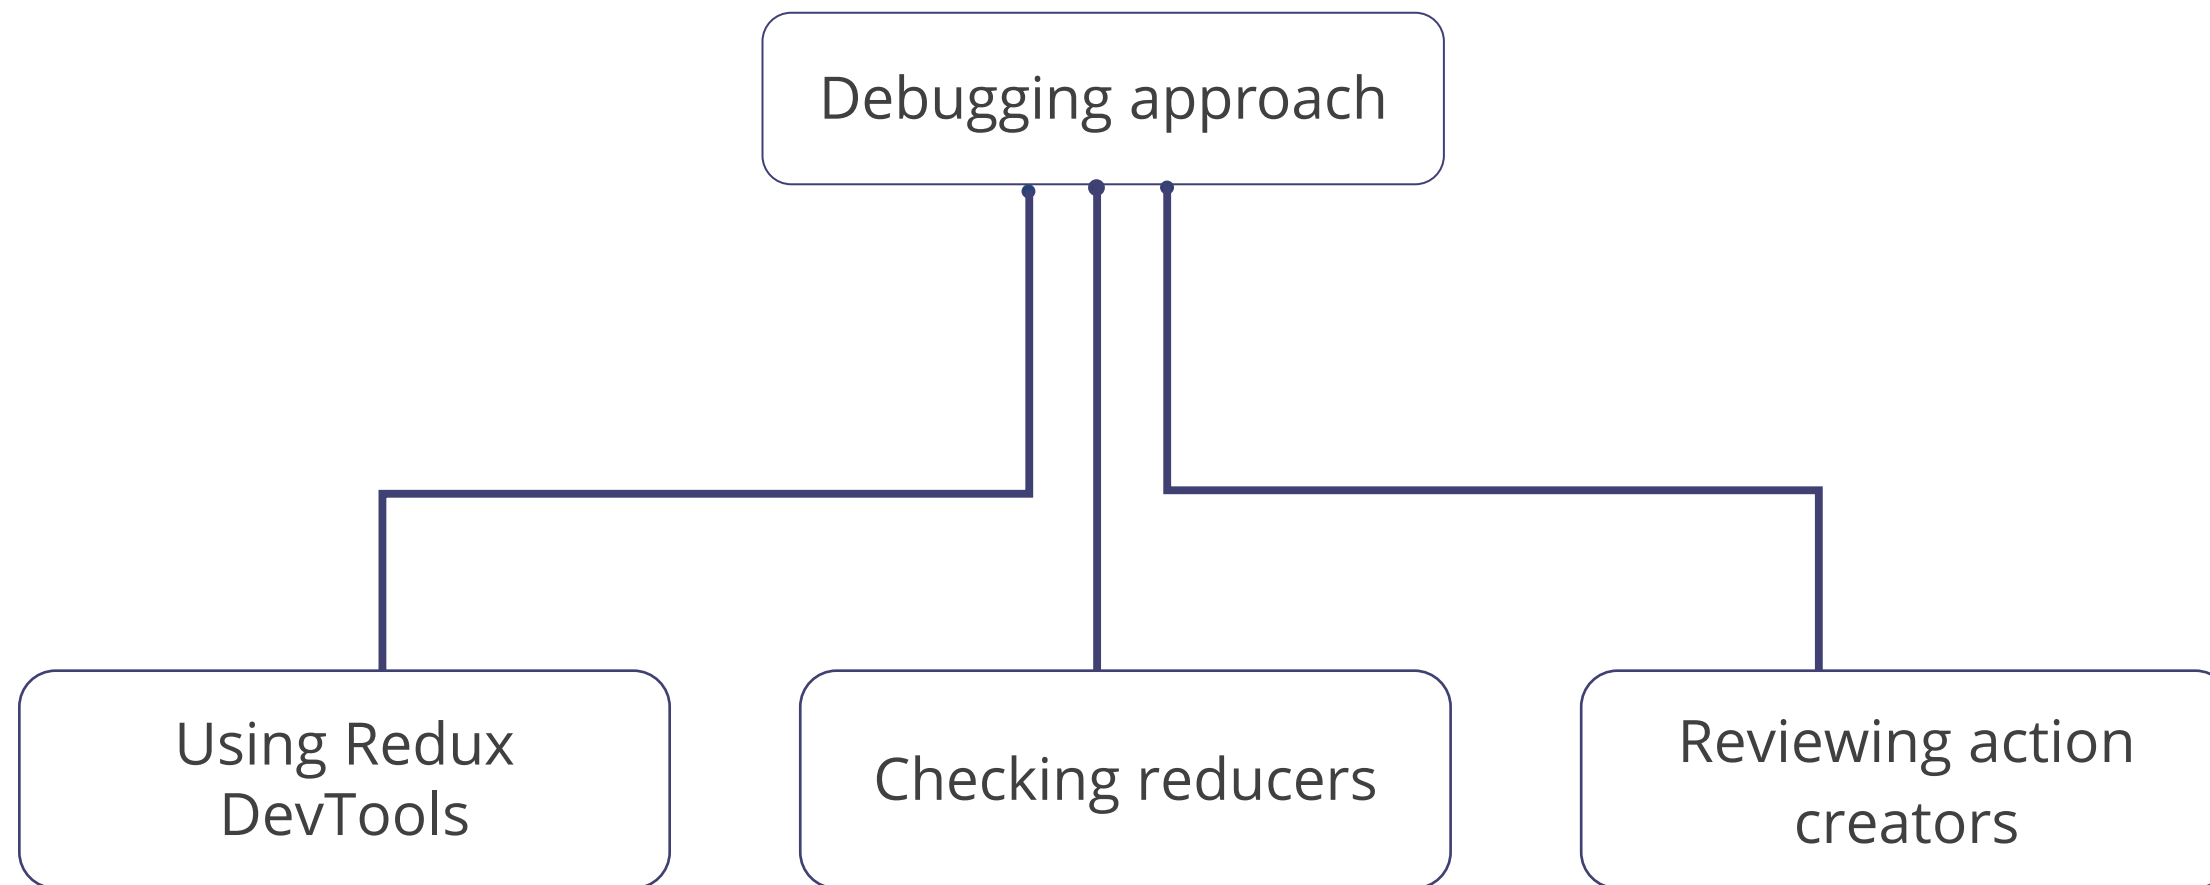 Debugging approach
Using Redux
DevTools
Checking reducers
Reviewing action
creators